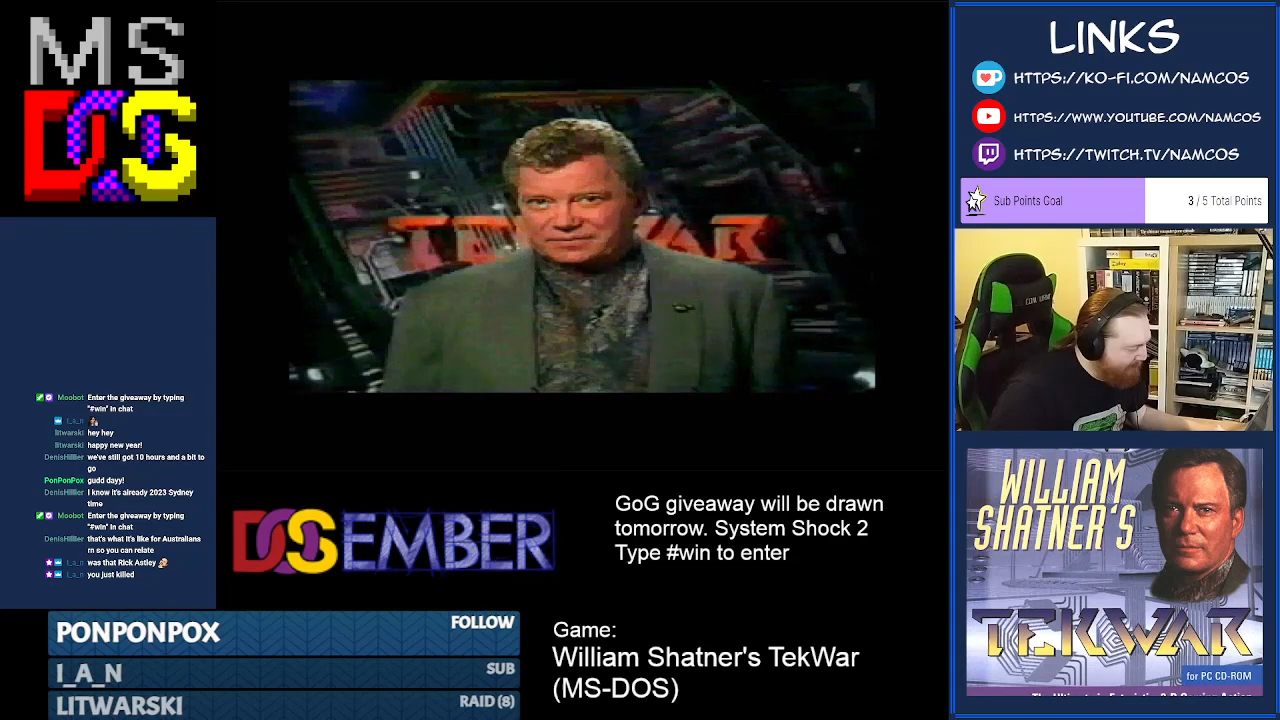 MS
DOS
TEKWAR
Moobot Enter the giveaway by typing
"#win" in chat
I_a_n
litwarski hey hey
litwarski happy new year!
DenisHillier we've still got 10 hours and a bit to
go
PonPonPox gudd dayy!
DenisHillier I know it's already 2023 Sydney
time
Moobot Enter the giveaway by typing
"#win" in chat
DenisHillier that's what it's like for Australians
rn so you can relate
I_a_n was that Rick Astley
I_a_n you just killed
DOSEMBER
GoG giveaway will be drawn
tomorrow. System Shock 2
Type #win to enter
PONPONPOX FOLLOW
I_A_N SUB
LITWARSKI RAID (8)
Game:
William Shatner's TekWar
(MS-DOS)
LINKS
HTTPS://KO-FI.COM/NAMCOS
HTTPS://WWW.YOUTUBE.COM/NAMCOS
HTTPS://TWITCH.TV/NAMCOS
Sub Points Goal 3 / 5 Total Points
WILLIAM
SHATNER'S
TEKWAR
for PC CD-ROM